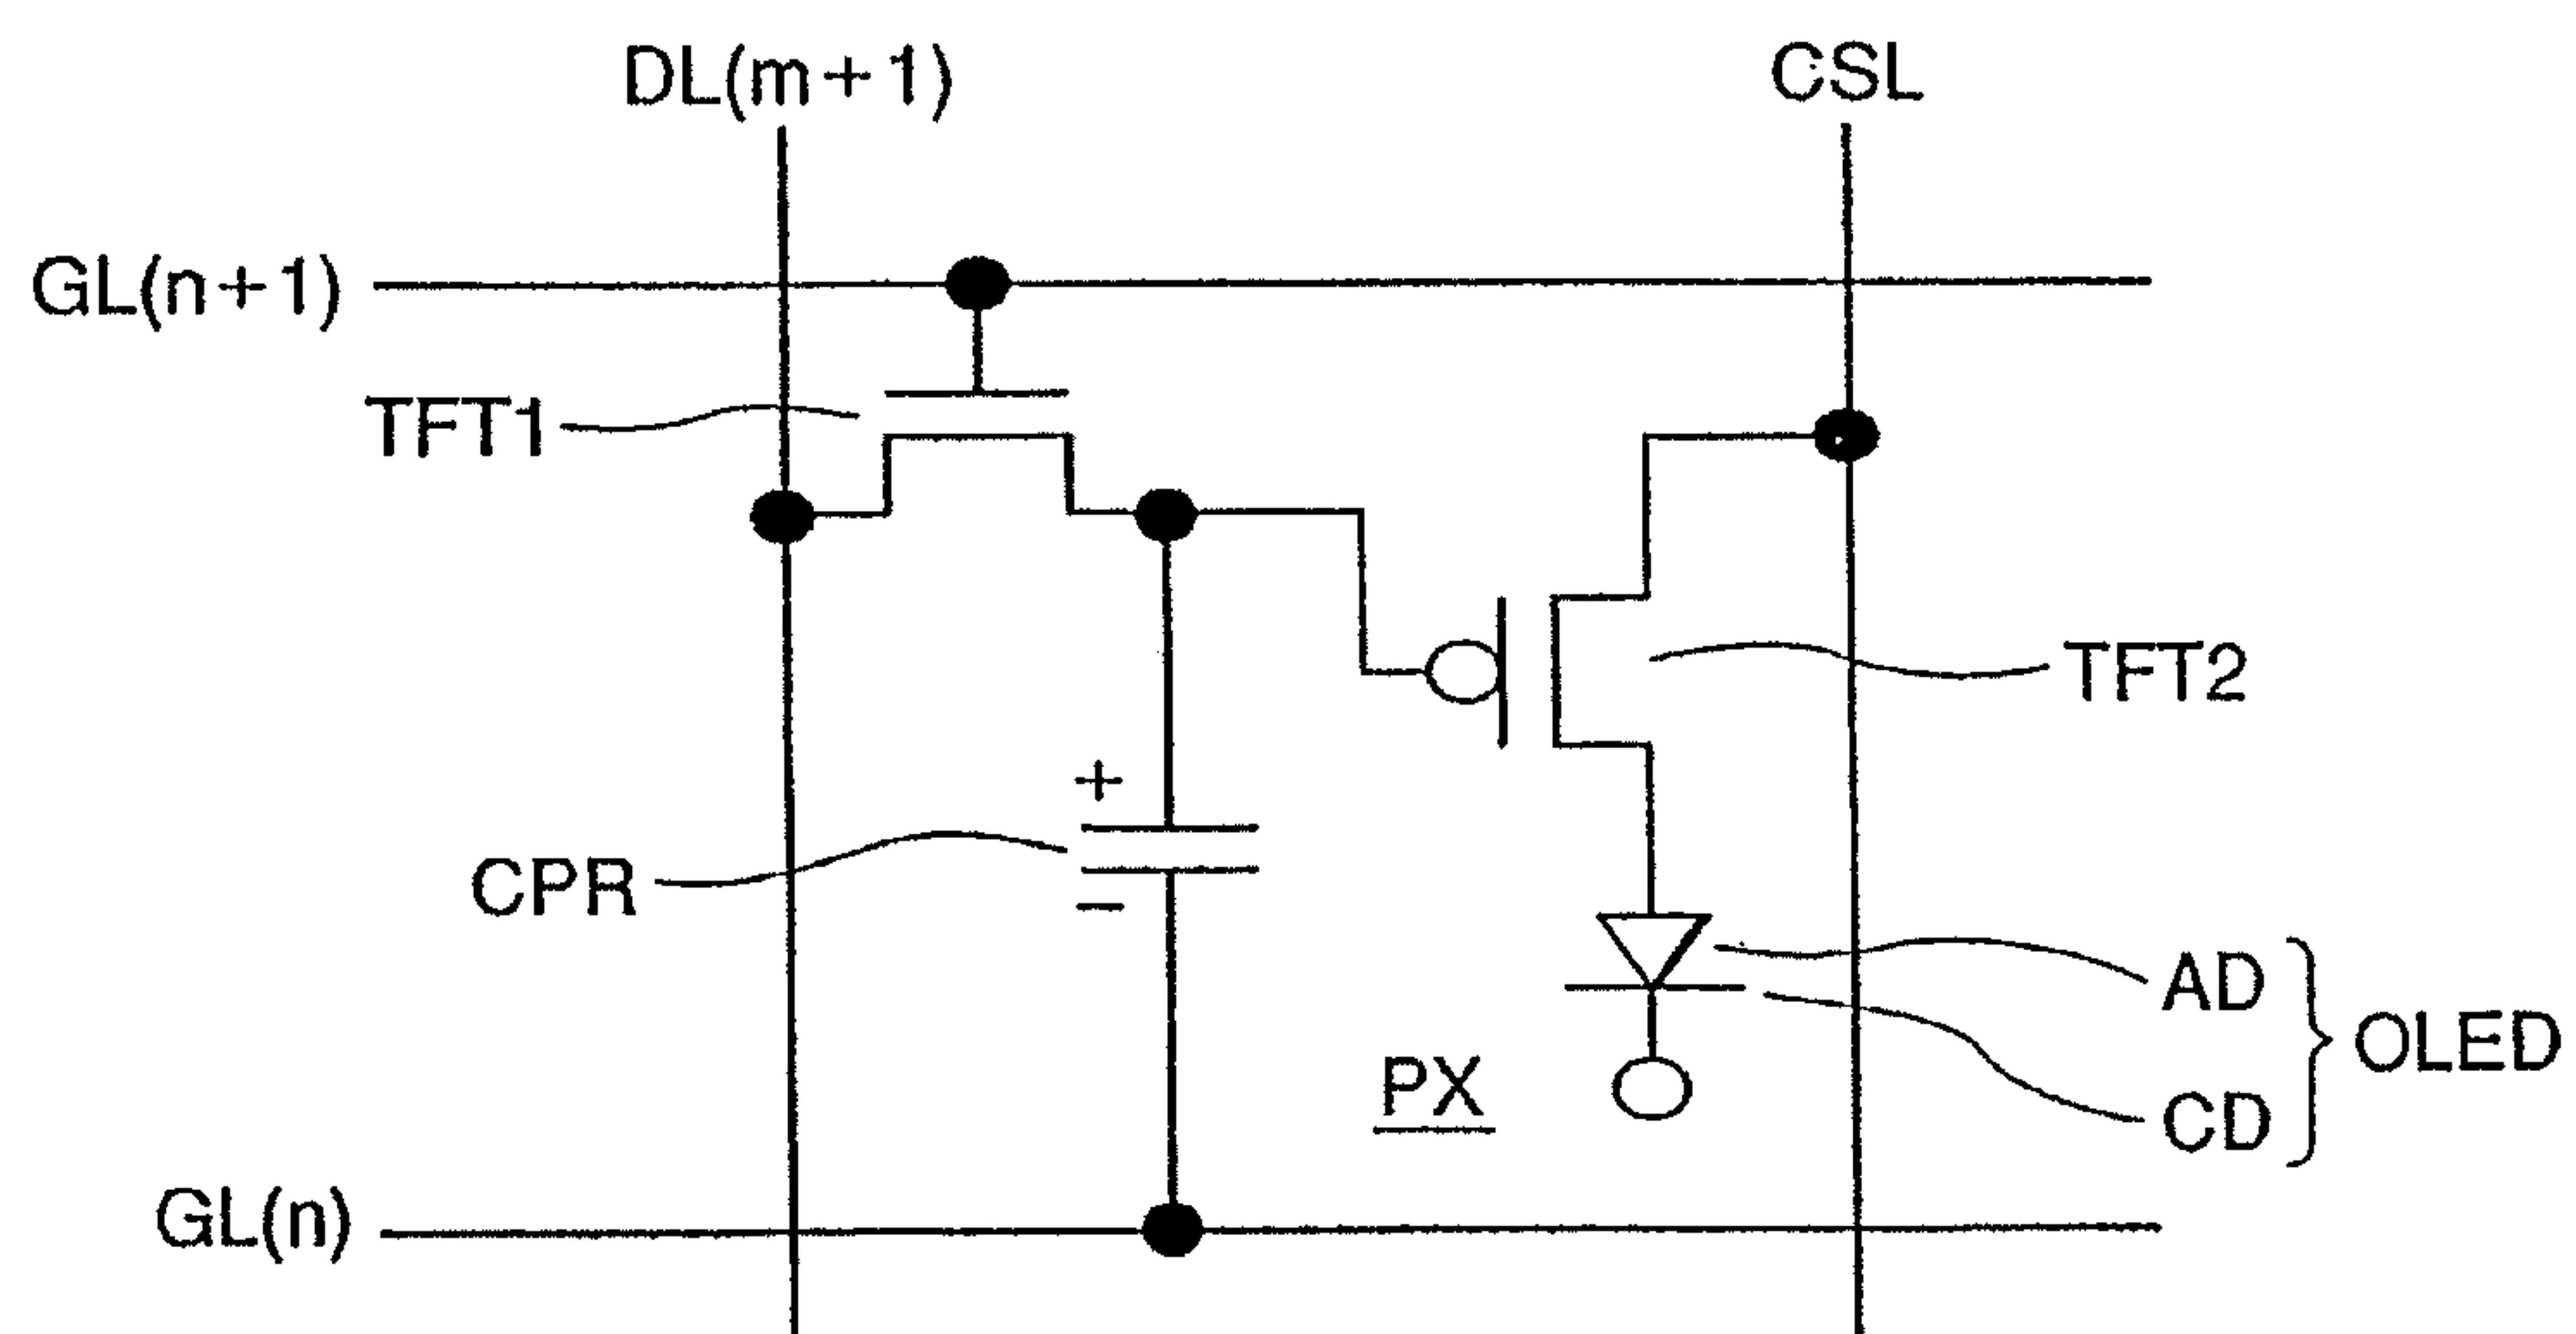 DL(m+1)
CSL
GL(n+1)
TFT1
TFT2
+
CPR
−
AD
OLED
PX
CD
GL(n)